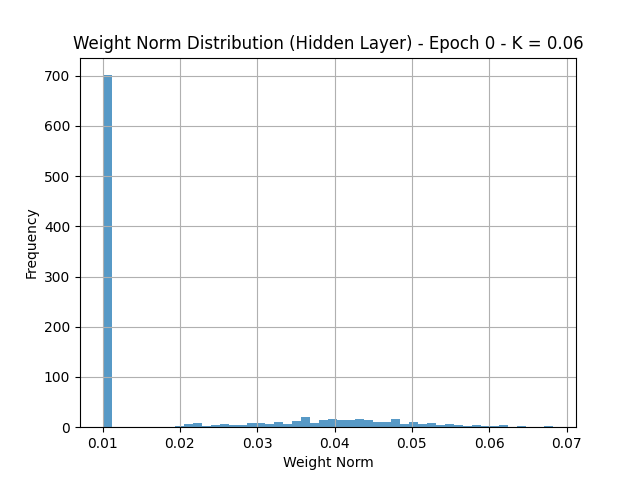 Weight Norm Distribution (Hidden Layer) - Epoch 0 - K = 0.06
700
600
500
400
300
200
100
0
Frequency
0.01 0.02 0.03 0.04 0.05 0.06 0.07
Weight Norm